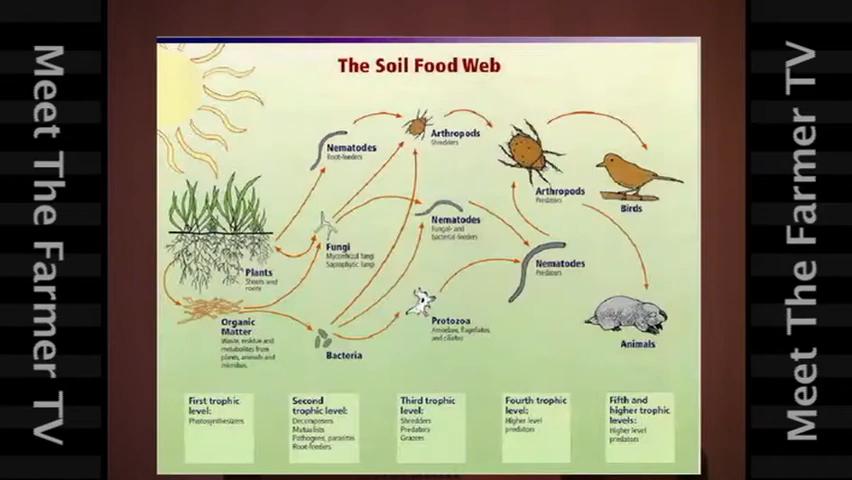 Meet The Farmer TV
The Soil Food Web
Nematodes
Root-feeders
Arthropods
Shredders
Arthropods
Predators
Birds
Nematodes
Fungal- and
bacterial-feeders
Fungi
Mycorrhizal fungi
Saprophytic fungi
Plants
Shoots and
roots
Nematodes
Predators
Organic
Matter
Waste, residue and
metabolites from
plants, animals and
microbes.
Bacteria
Protozoa
Amoebae, flagellates,
and ciliates
Animals
First trophic
level:
Photosynthesizers
Second
trophic level:
Decomposers
Mutualists
Pathogens, parasites
Root-feeders
Third trophic
level:
Shredders
Predators
Grazers
Fourth trophic
level:
Higher level
predators
Fifth and
higher trophic
levels:
Higher level
predators
Meet The Farmer TV